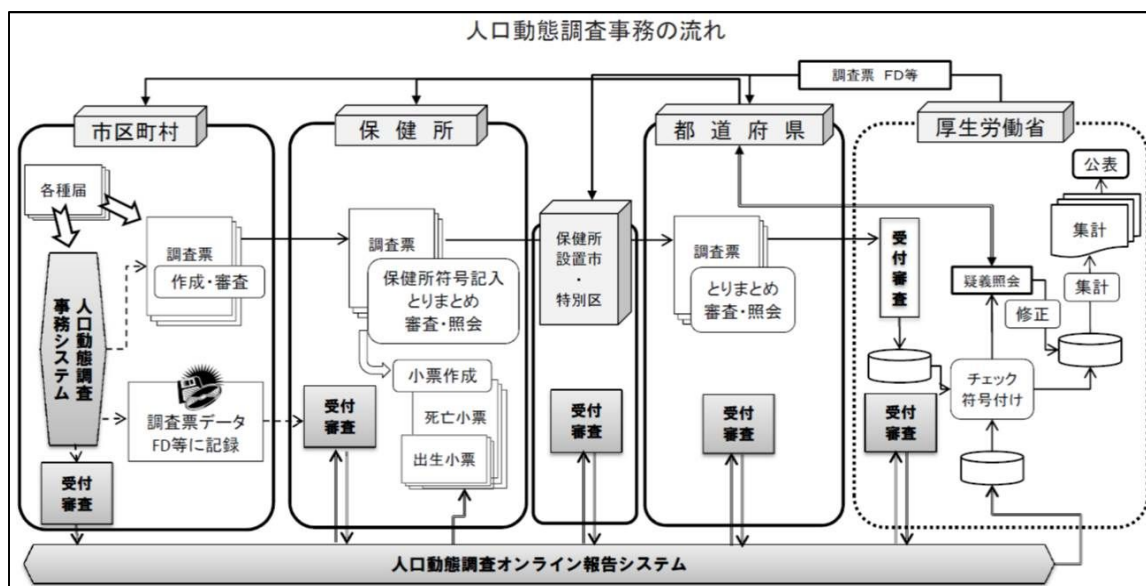 人口動態調査事務の流れ
調査票 FD等
市区町村
各種届
調査票
作成・審査
人口動態調査
事務システム
調査票データ
FD等に記録
受付
審査
保健所
調査票
保健所符号記入
とりまとめ
審査・照会
小票作成
死亡小票
出生小票
受付
審査
保健所
設置市
・
特別区
受付
審査
都道府県
調査票
とりまとめ
審査・照会
受付
審査
厚生労働省
公表
集計
集計
受付審査
疑義照会
修正
チェック
符号付け
受付
審査
人口動態調査オンライン報告システム